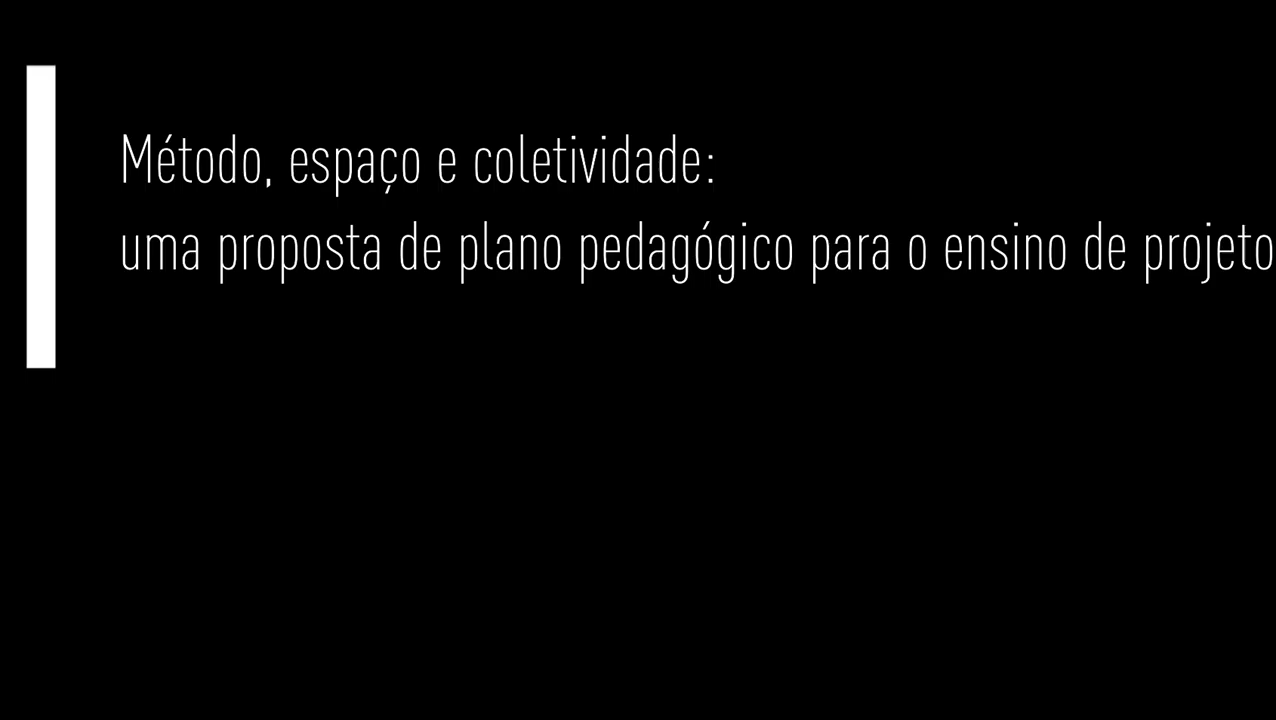 Método, espaço e coletividade:
uma proposta de plano pedagógico para o ensino de projeto